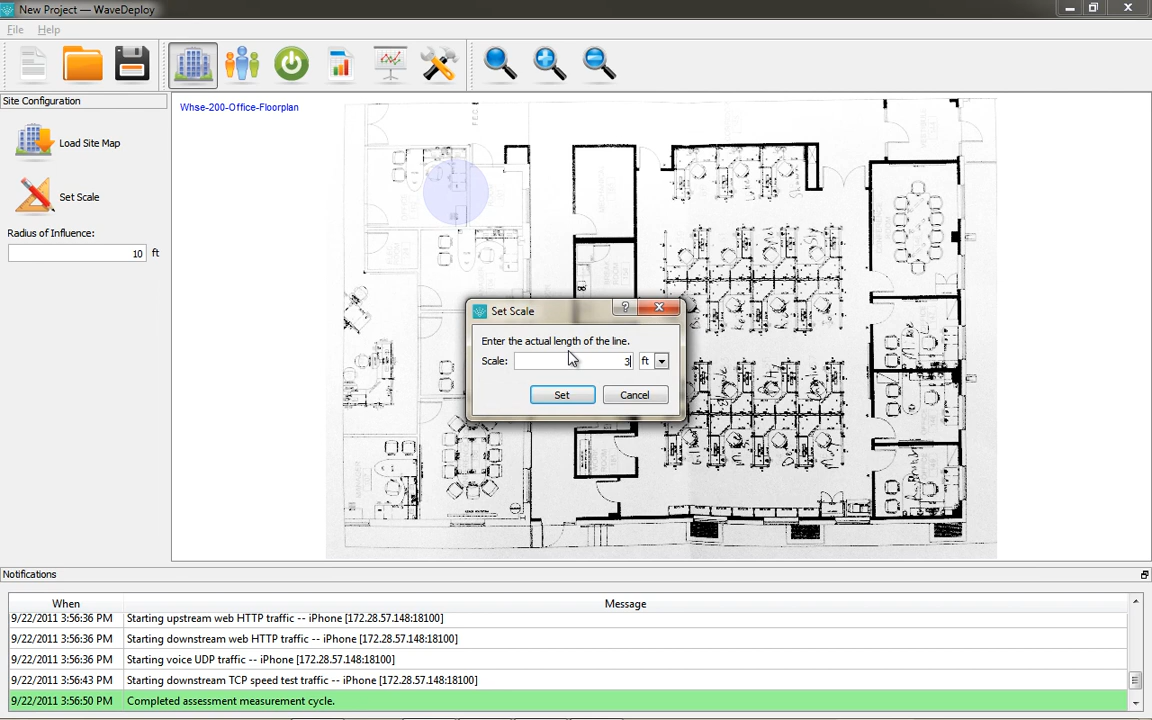 New Project — WaveDeploy
File Help
Site Configuration
Load Site Map
Set Scale
Radius of Influence:
10 ft
Whse-200-Office-Floorplan
Set Scale
Enter the actual length of the line.
Scale: 3 ft
Set Cancel
Notifications
When Message
9/22/2011 3:56:36 PM Starting upstream web HTTP traffic -- iPhone [172.28.57.148:18100]
9/22/2011 3:56:36 PM Starting downstream web HTTP traffic -- iPhone [172.28.57.148:18100]
9/22/2011 3:56:36 PM Starting voice UDP traffic -- iPhone [172.28.57.148:18100]
9/22/2011 3:56:43 PM Starting downstream TCP speed test traffic -- iPhone [172.28.57.148:18100]
9/22/2011 3:56:50 PM Completed assessment measurement cycle.